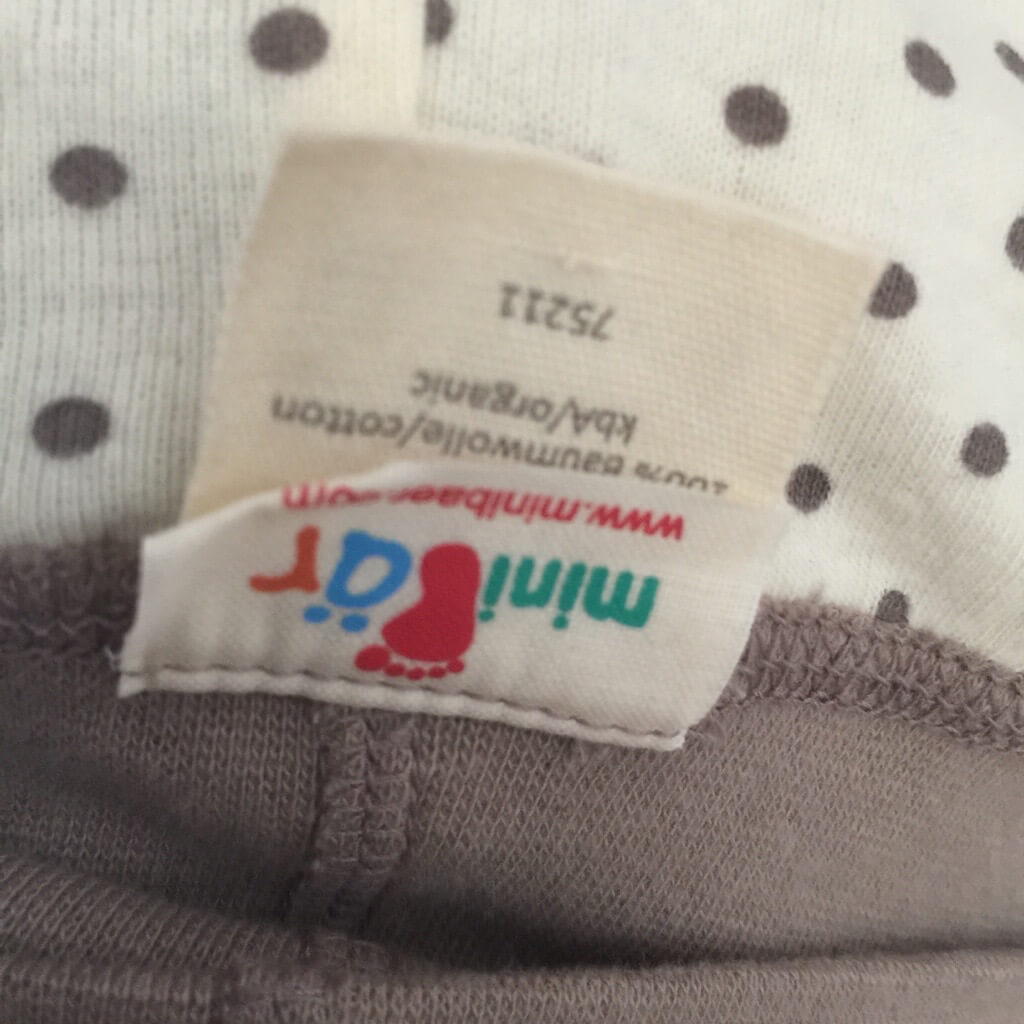 minibär
www.minibaer.com
100% Baumwolle/cotton
kbA/organic
75211